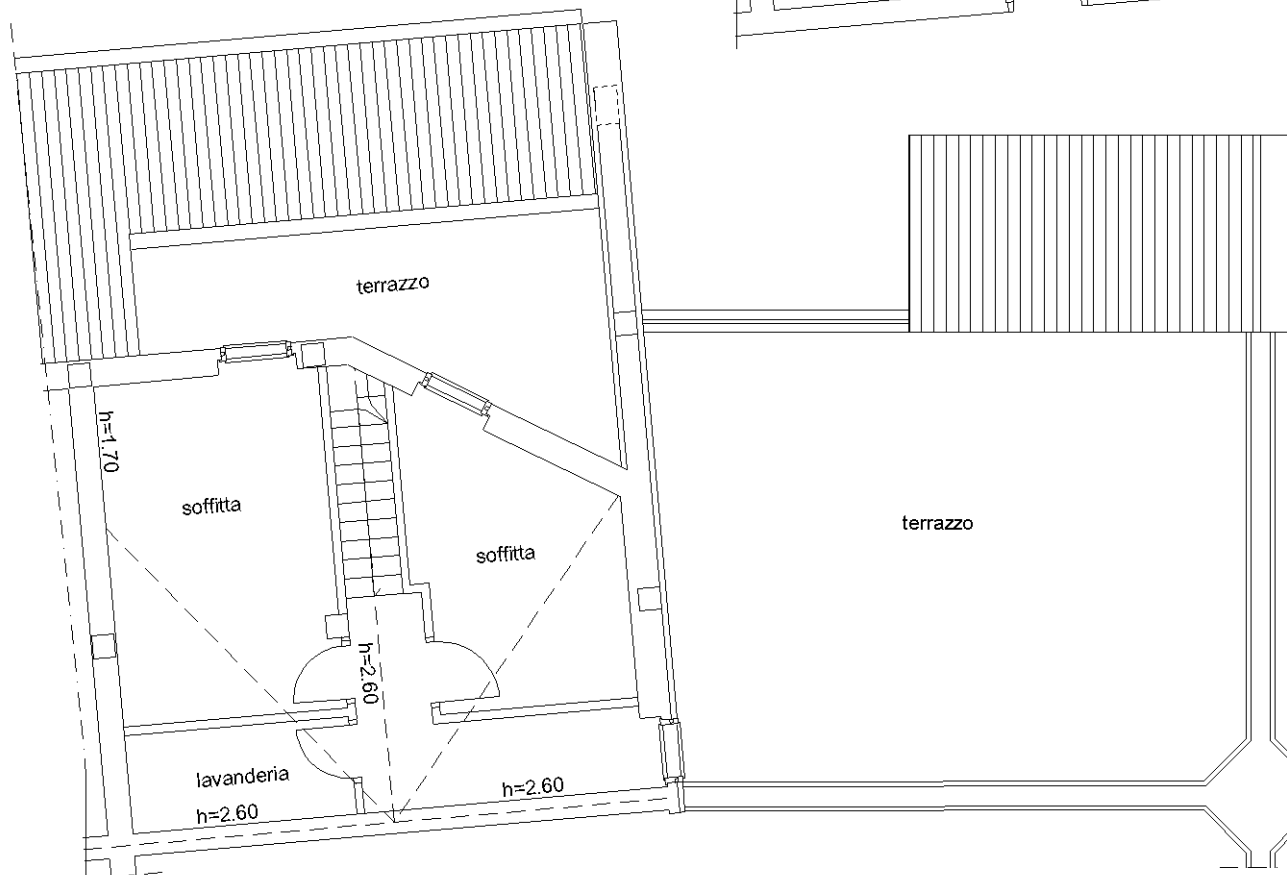 terrazzo
h=1.70
soffitta
terrazzo
soffitta
h=2.60
lavanderia
h=2.60
h=2.60